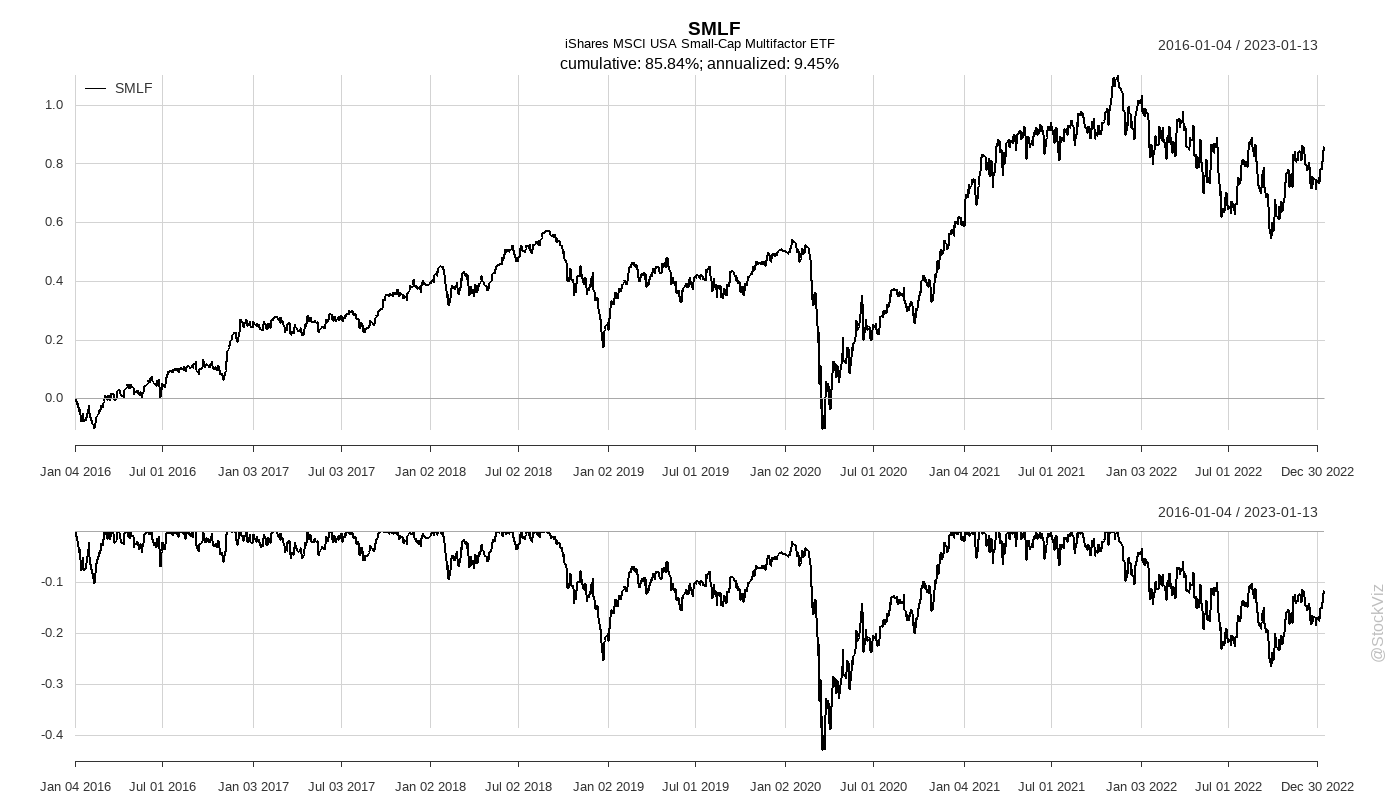 SMLF
iShares MSCI USA Small-Cap Multifactor ETF
2016-01-04 / 2023-01-13
cumulative: 85.84%; annualized: 9.45%
SMLF
1.0
0.8
0.6
0.4
0.2
0.0
Jan 04 2016 Jul 01 2016 Jan 03 2017 Jul 03 2017 Jan 02 2018 Jul 02 2018 Jan 02 2019 Jul 01 2019 Jan 02 2020 Jul 01 2020 Jan 04 2021 Jul 01 2021 Jan 03 2022 Jul 01 2022 Dec 30 2022
2016-01-04 / 2023-01-13
-0.1
-0.2
-0.3
-0.4
Jan 04 2016 Jul 01 2016 Jan 03 2017 Jul 03 2017 Jan 02 2018 Jul 02 2018 Jan 02 2019 Jul 01 2019 Jan 02 2020 Jul 01 2020 Jan 04 2021 Jul 01 2021 Jan 03 2022 Jul 01 2022 Dec 30 2022
@StockViz